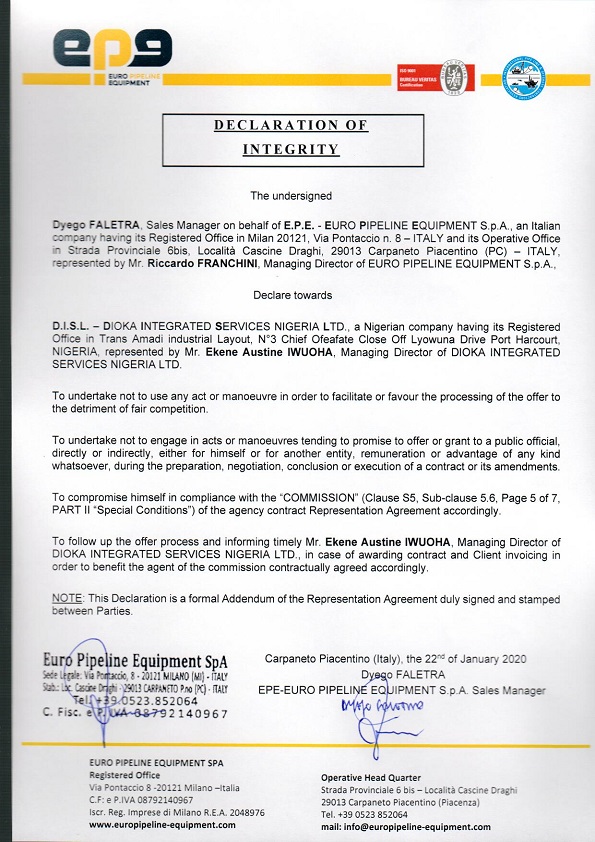 epe
EURO PIPELINE
EQUIPMENT
ISO 9001
BUREAU VERITAS
Certification
DECLARATION OF
INTEGRITY
The undersigned
Dyego FALETRA, Sales Manager on behalf of E.P.E. - EURO PIPELINE EQUIPMENT S.p.A., an Italian
company having its Registered Office in Milan 20121, Via Pontaccio n. 8 – ITALY and its Operative Office
in Strada Provinciale 6bis, Località Cascine Draghi, 29013 Carpaneto Piacentino (PC) – ITALY,
represented by Mr. Riccardo FRANCHINI, Managing Director of EURO PIPELINE EQUIPMENT S.p.A.,
Declare towards
D.I.S.L. – DIOKA INTEGRATED SERVICES NIGERIA LTD., a Nigerian company having its Registered
Office in Trans Amadi industrial Layout, N°3 Chief Ofeafate Close Off Lyowuna Drive Port Harcourt,
NIGERIA, represented by Mr. Ekene Austine IWUOHA, Managing Director of DIOKA INTEGRATED
SERVICES NIGERIA LTD.
To undertake not to use any act or manoeuvre in order to facilitate or favour the processing of the offer to
the detriment of fair competition.
To undertake not to engage in acts or manoeuvres tending to promise to offer or grant to a public official,
directly or indirectly, either for himself or for another entity, remuneration or advantage of any kind
whatsoever, during the preparation, negotiation, conclusion or execution of a contract or its amendments.
To compromise himself in compliance with the “COMMISSION” (Clause S5, Sub-clause 5.6, Page 5 of 7,
PART II “Special Conditions”) of the agency contract Representation Agreement accordingly.
To follow up the offer process and informing timely Mr. Ekene Austine IWUOHA, Managing Director of
DIOKA INTEGRATED SERVICES NIGERIA LTD., in case of awarding contract and Client invoicing in
order to benefit the agent of the commission contractually agreed accordingly.
NOTE: This Declaration is a formal Addendum of the Representation Agreement duly signed and stamped
between Parties.
Euro Pipeline Equipment SpA
Sede Legale: Via Pontaccio, 8 - 20121 MILANO (MI) - ITALY
Stab.: Loc. Cascine Draghi - 29013 CARPANETO P.no (PC) - ITALY
Tel. +39.0523.852064
C. Fisc. e P. IVA 08792140967
Carpaneto Piacentino (Italy), the 22nd of January 2020
Dyego FALETRA
EPE-EURO PIPELINE EQUIPMENT S.p.A. Sales Manager
Dyego Faletra
EURO PIPELINE EQUIPMENT SPA
Registered Office
Via Pontaccio 8 -20121 Milano –Italia
C.F: e P.IVA 08792140967
Iscr. Reg. Imprese di Milano R.E.A. 2048976
www.europipeline-equipment.com
Operative Head Quarter
Strada Provinciale 6 bis – Località Cascine Draghi
29013 Carpaneto Piacentino (Piacenza)
Tel. +39 0523 852064
mail: info@europipeline-equipment.com